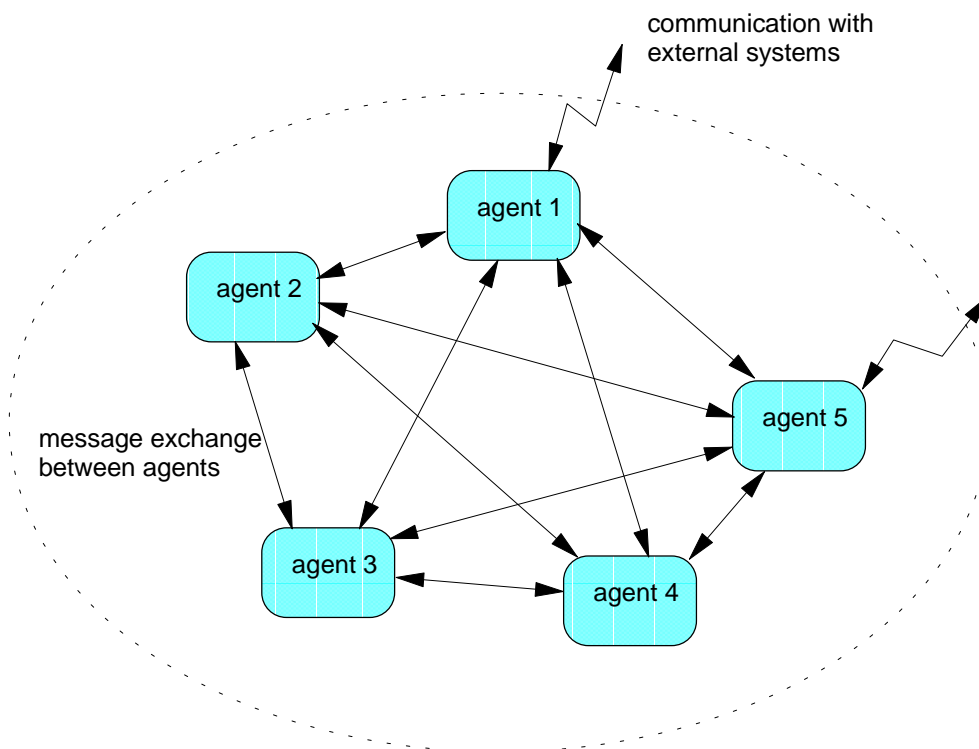 communication with
external systems
agent 1
agent 2
agent 5
message exchange
between agents
agent 3
agent 4